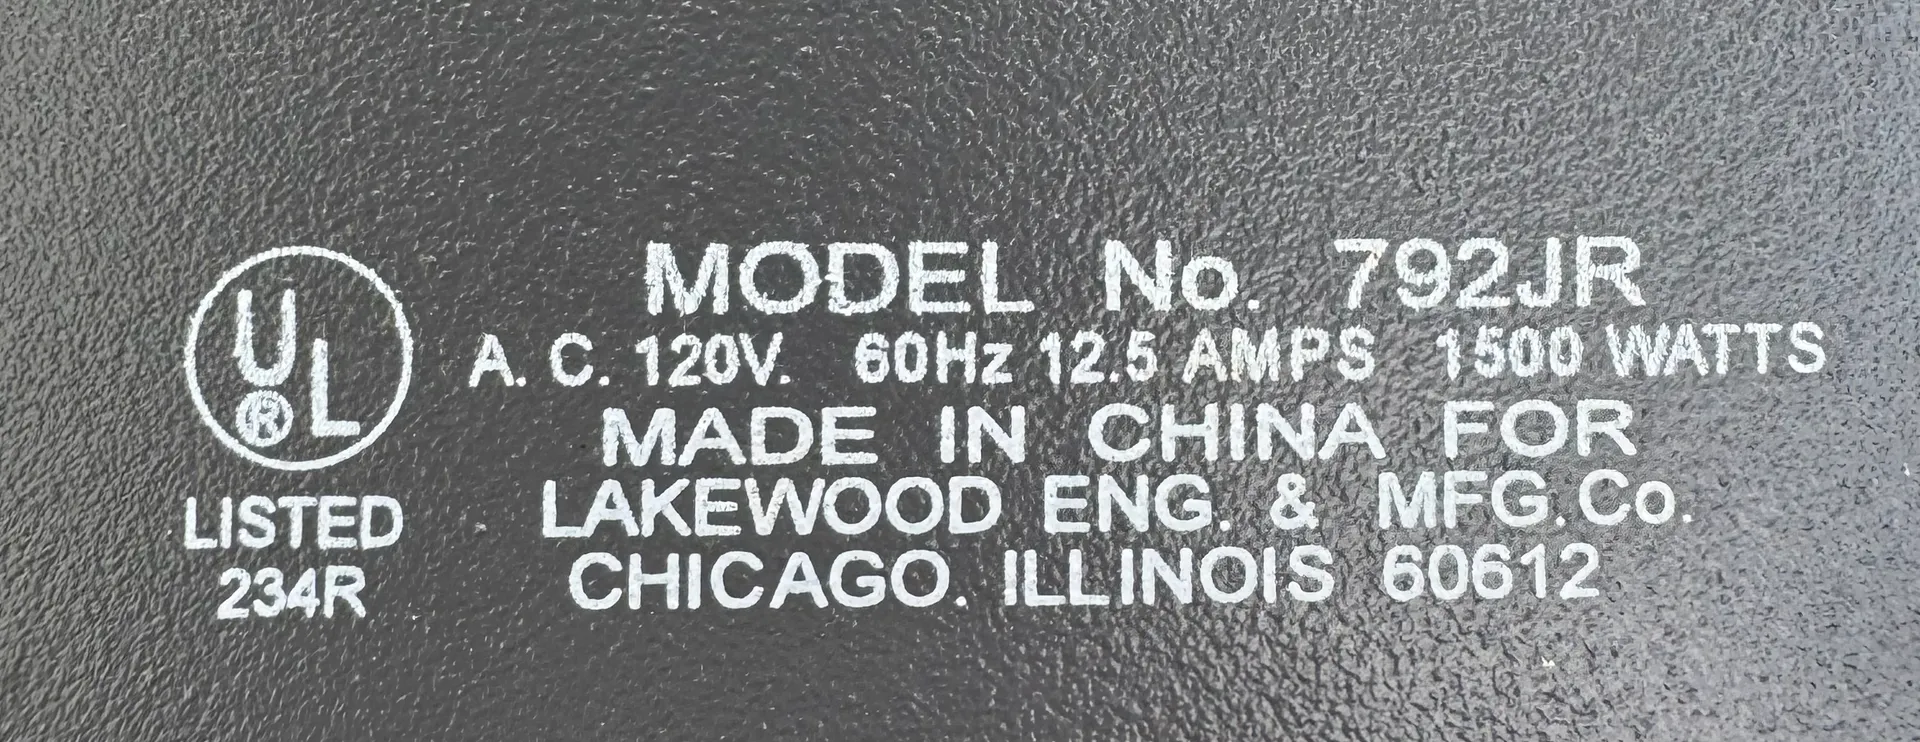 UL®
LISTED
234R
MODEL No. 792JR
A. C. 120V. 60Hz 12.5 AMPS 1500 WATTS
MADE IN CHINA FOR
LAKEWOOD ENG. & MFG. Co.
CHICAGO. ILLINOIS 60612